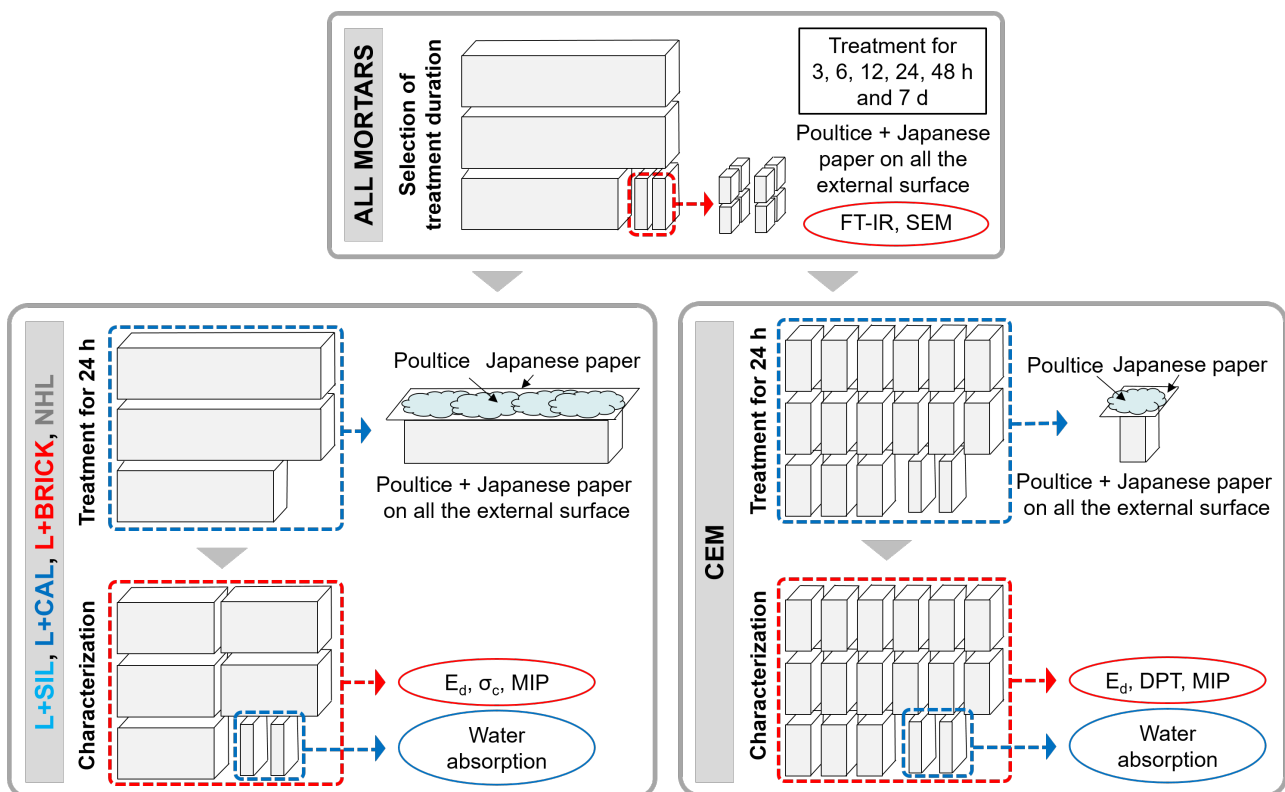 ALL MORTARS
Selection of
treatment duration
Treatment for
3, 6, 12, 24, 48 h
and 7 d
Poultice + Japanese
paper on all the
external surface
FT-IR, SEM
L+SIL, L+CAL, L+BRICK, NHL
Treatment for 24 h
Poultice
Japanese paper
Poultice + Japanese paper
on all the external surface
Characterization
Ed, σc, MIP
Water
absorption
CEM
Treatment for 24 h
Japanese paper
Poultice
Poultice + Japanese paper
on all the external surface
Characterization
Ed, DPT, MIP
Water
absorption